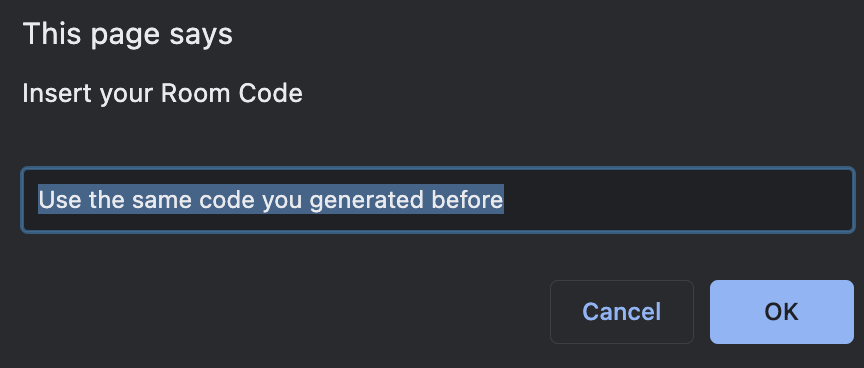 This page says
Insert your Room Code
Use the same code you generated before
Cancel
OK